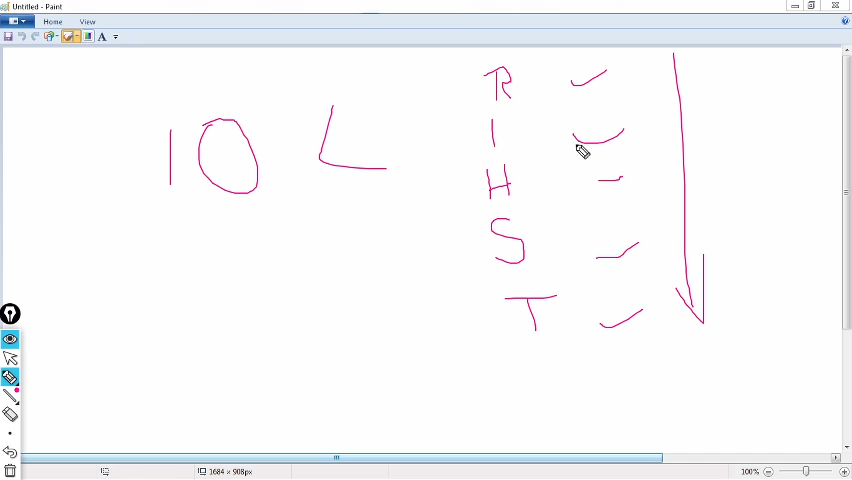 Untitled - Paint
Home View
A
10 L
R
I
H
S
T
1684 × 908px 100%